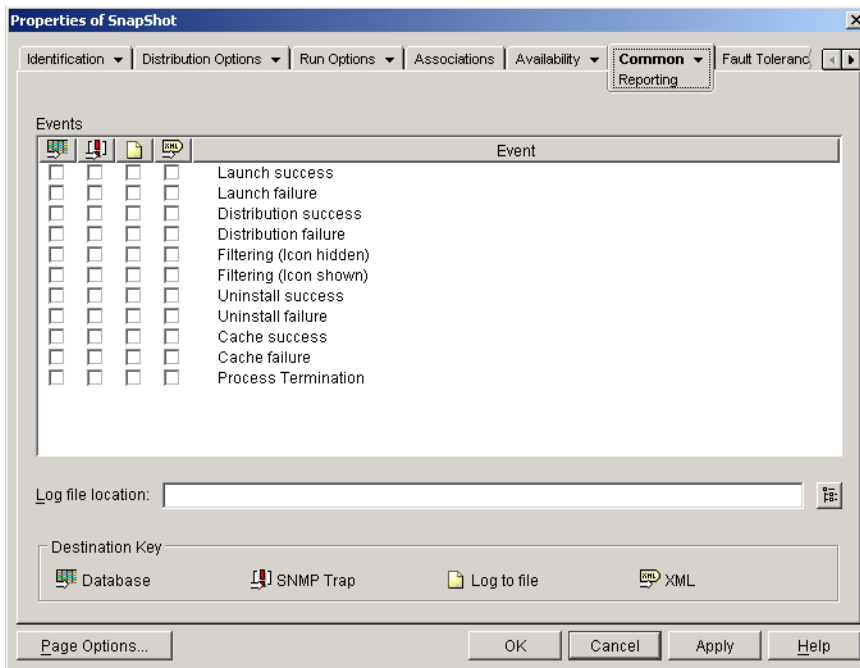 Properties of SnapShot
Identification Distribution Options Run Options Associations Availability Common Fault Toleranc
Reporting
Events
XML Event
Launch success
Launch failure
Distribution success
Distribution failure
Filtering (Icon hidden)
Filtering (Icon shown)
Uninstall success
Uninstall failure
Cache success
Cache failure
Process Termination
Log file location:
Destination Key
Database SNMP Trap Log to file XML XML
Page Options... OK Cancel Apply Help